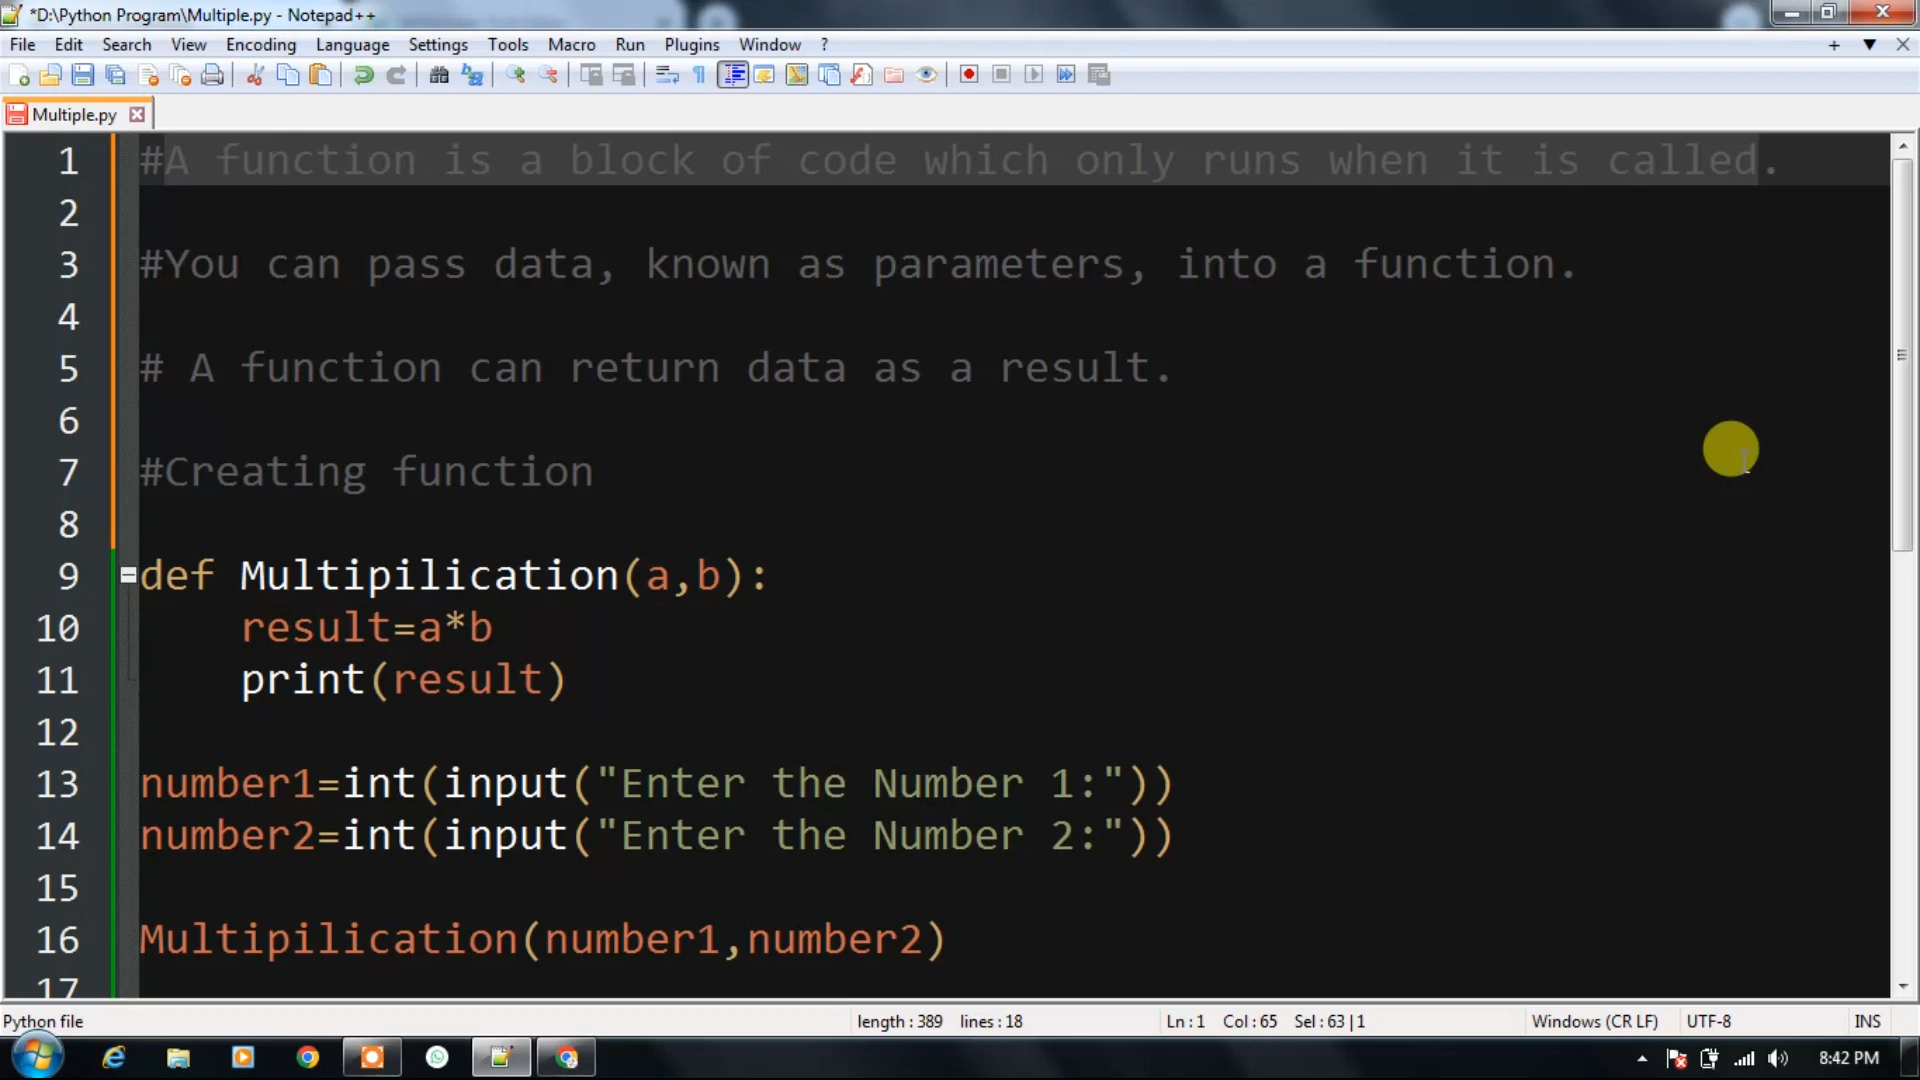 *D:\Python Program\Multiple.py - Notepad++
File Edit Search View Encoding Language Settings Tools Macro Run Plugins Window ?
Multiple.py
1 #A function is a block of code which only runs when it is called.
2
3 #You can pass data, known as parameters, into a function.
4
5 # A function can return data as a result.
6
7 #Creating function
8
9 def Multipilication(a,b):
10 result=a*b
11 print(result)
12
13 number1=int(input("Enter the Number 1:"))
14 number2=int(input("Enter the Number 2:"))
15
16 Multipilication(number1,number2)
17
Python file length : 389 lines : 18 Ln : 1 Col : 65 Sel : 63 | 1 Windows (CR LF) UTF-8 INS
8:42 PM